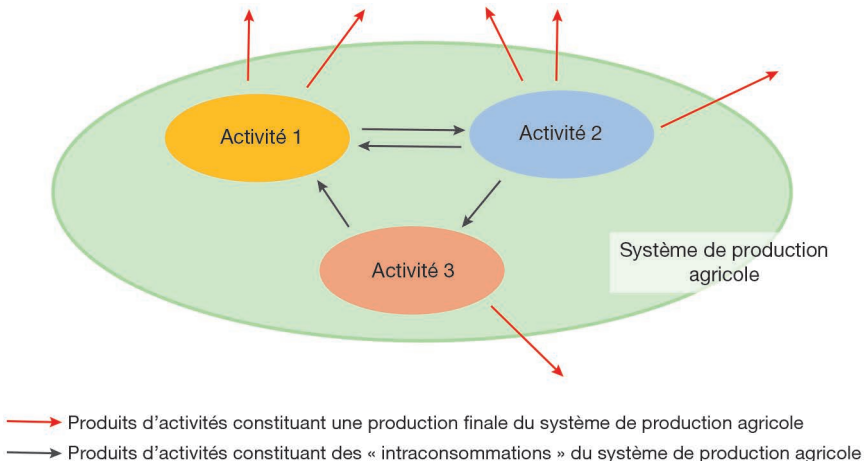 Activité 1
Activité 2
Activité 3
Système de production
agricole
Produits d’activités constituant une production finale du système de production agricole
Produits d’activités constituant des « intraconsommations » du système de production agricole